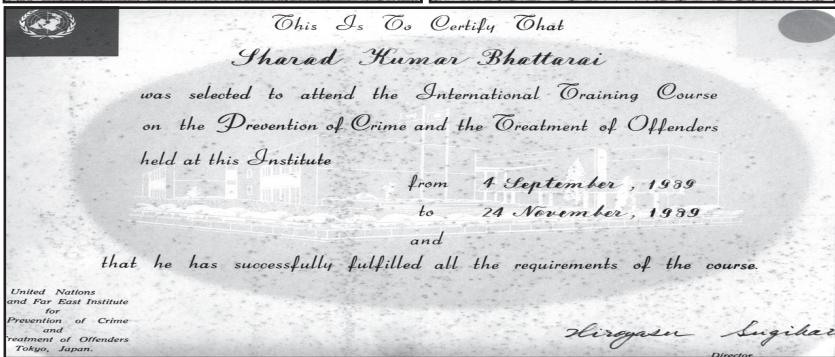 This Is To Certify That
Sharad Kumar Bhattarai
was selected to attend the International Training Course
on the Prevention of Crime and the Treatment of Offenders
held at this Institute
from 4 September, 1989
to 24 November, 1989
and
that he has successfully fulfilled all the requirements of the course.
United Nations
and Far East Institute
for
Prevention of Crime
and
Treatment of Offenders
Tokyo, Japan.
Hiroyasu Sugihar
Director